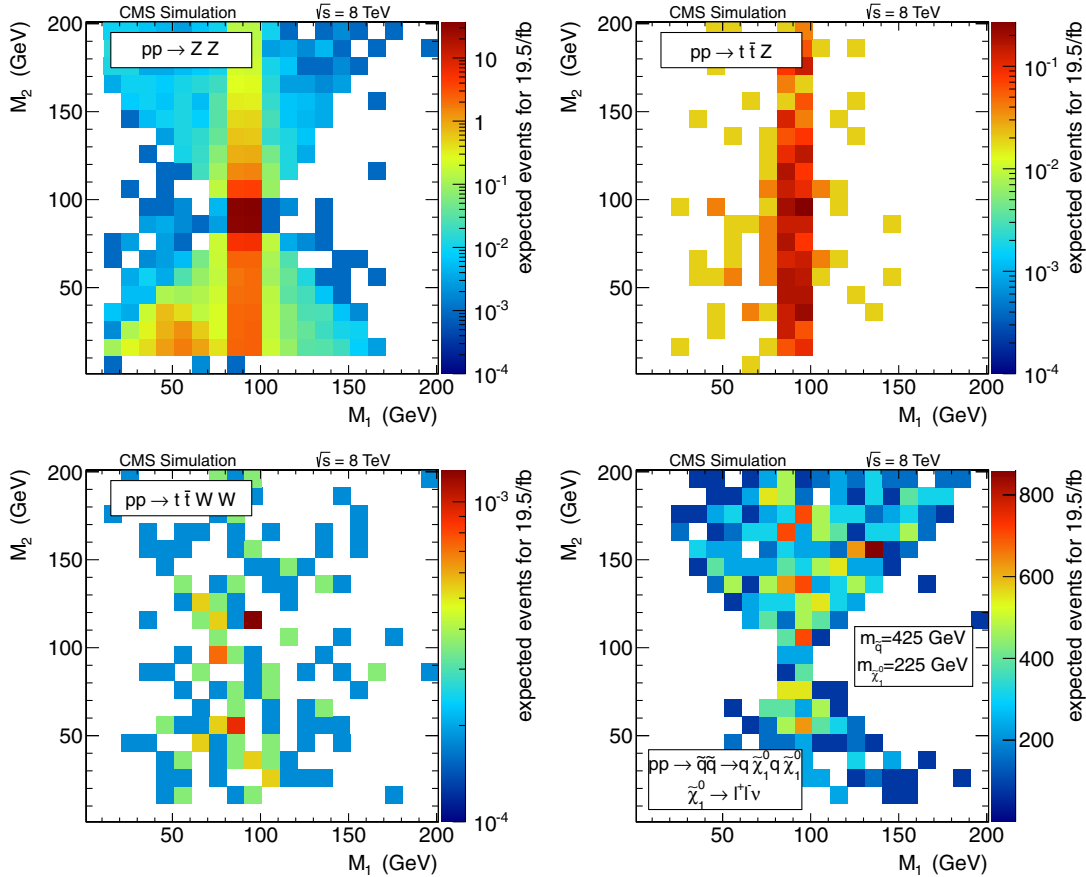 CMS Simulation √s = 8 TeV
pp → Z Z
M₂ (GeV)
200
150
100
50
50 100 150 200
M₁ (GeV)
10
1
10⁻¹
10⁻²
10⁻³
10⁻⁴
expected events for 19.5/fb
CMS Simulation √s = 8 TeV
pp → t t̄ Z
M₂ (GeV)
200
150
100
50
50 100 150 200
M₁ (GeV)
10⁻¹
10⁻²
10⁻³
10⁻⁴
expected events for 19.5/fb
CMS Simulation √s = 8 TeV
pp → t t̄ W W
M₂ (GeV)
200
150
100
50
50 100 150 200
M₁ (GeV)
10⁻³
10⁻⁴
expected events for 19.5/fb
CMS Simulation √s = 8 TeV
M₂ (GeV)
200
150
100
50
m_q̃=425 GeV
m_χ̃₁⁰=225 GeV
pp → q̃q̃ → q χ̃₁⁰ q χ̃₁⁰
χ̃₁⁰ → l⁺l⁻ν
50 100 150 200
M₁ (GeV)
800
600
400
200
expected events for 19.5/fb